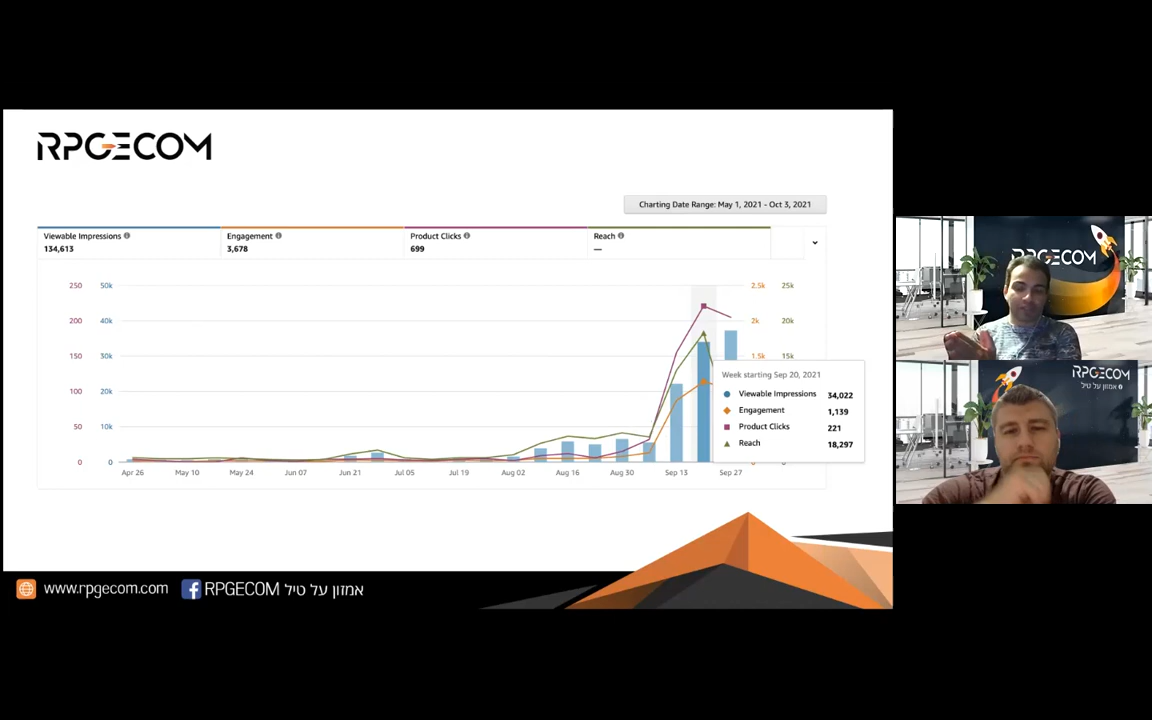 RPGECOM
Charting Date Range: May 1, 2021 - Oct 3, 2021
Viewable Impressions
134,613
Engagement
3,678
Product Clicks
699
Reach
—
250 50k 2.5k 25k
200 40k 2k 20k
150 30k 1.5k 15k
100 20k
50 10k
0 0
Week starting Sep 20, 2021
Viewable Impressions 34,022
Engagement 1,139
Product Clicks 221
Reach 18,297
Apr 26 May 10 May 24 Jun 07 Jun 21 Jul 05 Jul 19 Aug 02 Aug 16 Aug 30 Sep 13 Sep 27
www.rpgecom.com RPGECOM אמזון על טיל
RPGECOM
RPGECOM
אמזון על טיל